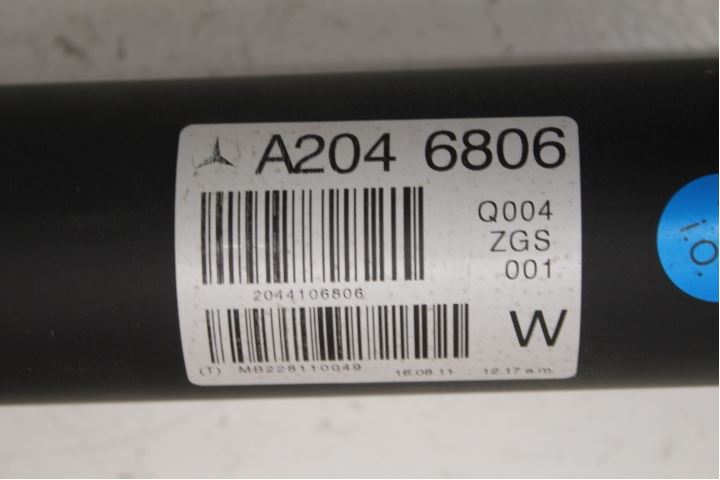 A204 6806
Q004
ZGS
001
2044106806
W
(T) MB228110049 16.08.11 12.17 a.m.
i.O.